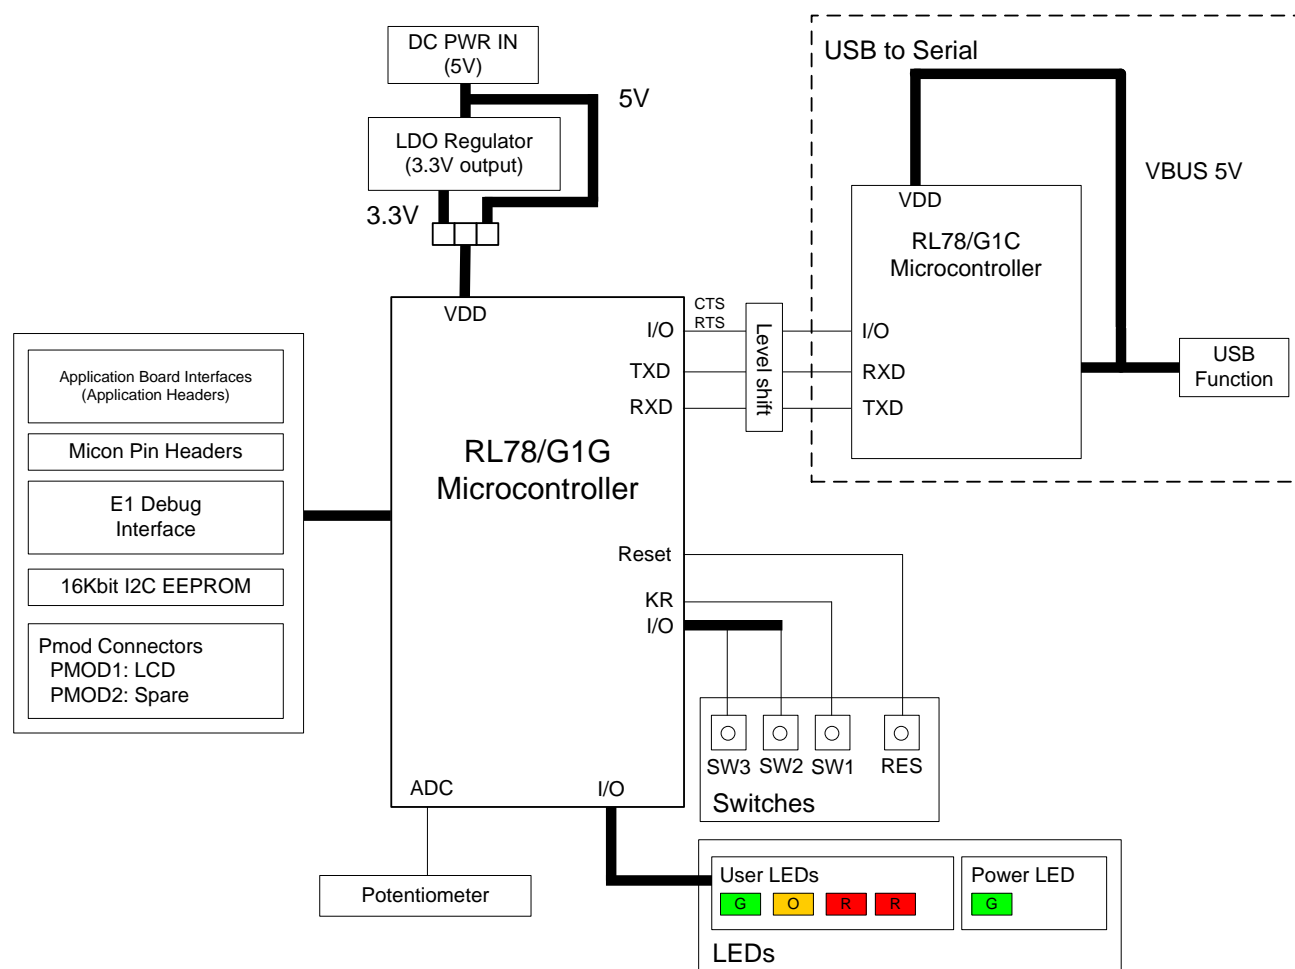 DC PWR IN
(5V)
5V
LDO Regulator
(3.3V output)
3.3V
USB to Serial
VBUS 5V
VDD
RL78/G1C
Microcontroller
I/O
RXD
TXD
USB
Function
CTS
RTS
Level shift
VDD
I/O
TXD
RXD
RL78/G1G
Microcontroller
Reset
KR
I/O
ADC
I/O
Application Board Interfaces
(Application Headers)
Micon Pin Headers
E1 Debug
Interface
16Kbit I2C EEPROM
Pmod Connectors
PMOD1: LCD
PMOD2: Spare
SW3 SW2 SW1 RES
Switches
Potentiometer
User LEDs
G O R R
Power LED
G
LEDs